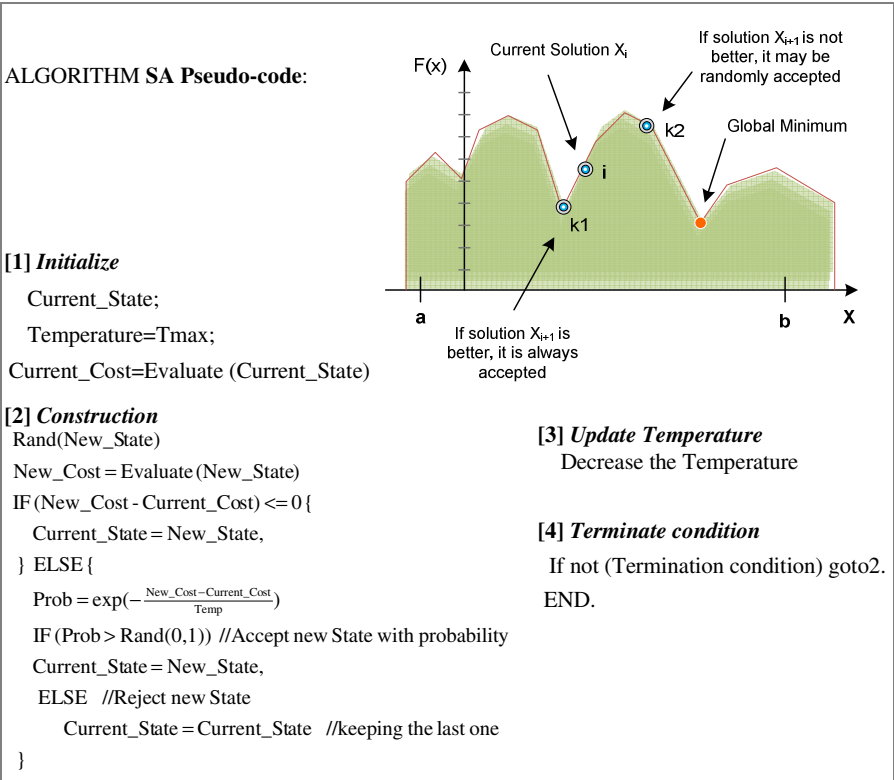 ALGORITHM SA Pseudo-code:
F(x)
Current Solution Xi
If solution Xi+1 is not
better, it may be
randomly accepted
k2
Global Minimum
i
k1
a
b
X
If solution Xi+1 is
better, it is always
accepted
[1] Initialize
Current_State;
Temperature=Tmax;
Current_Cost=Evaluate (Current_State)
[2] Construction
Rand(New_State)
New_Cost = Evaluate(New_State)
IF (New_Cost - Current_Cost) <= 0 {
Current_State = New_State,
} ELSE {
Prob = exp(-New_Cost-Current_Cost/Temp)
IF (Prob > Rand(0,1)) //Accept new State with probability
Current_State = New_State,
ELSE //Reject new State
Current_State = Current_State //keeping the last one
}
[3] Update Temperature
Decrease the Temperature
[4] Terminate condition
If not (Termination condition) goto2.
END.